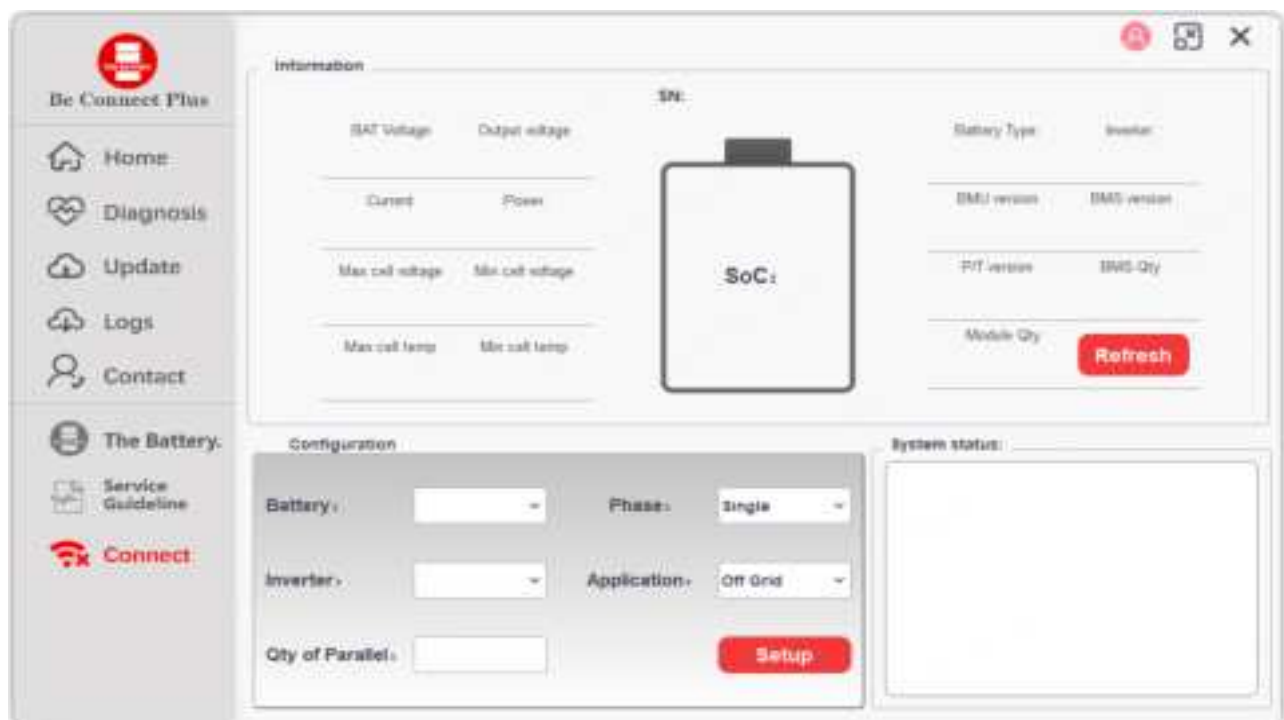 Be Connect Plus
Home
Diagnosis
Update
Logs
Contact
The Battery.
Service
Guideline
Connect
Information
SN:
BAT Voltage Output voltage
Current Power
Max cell voltage Min cell voltage
Max cell temp Min cell temp
SoC:
Battery Type: Inverter:
BMU version BMS version
P/T version BMS Qty
Module Qty
Refresh
Configuration
Battery: Phase: Single
Inverter: Application: Off Grid
Qty of Parallel: Setup
System status: